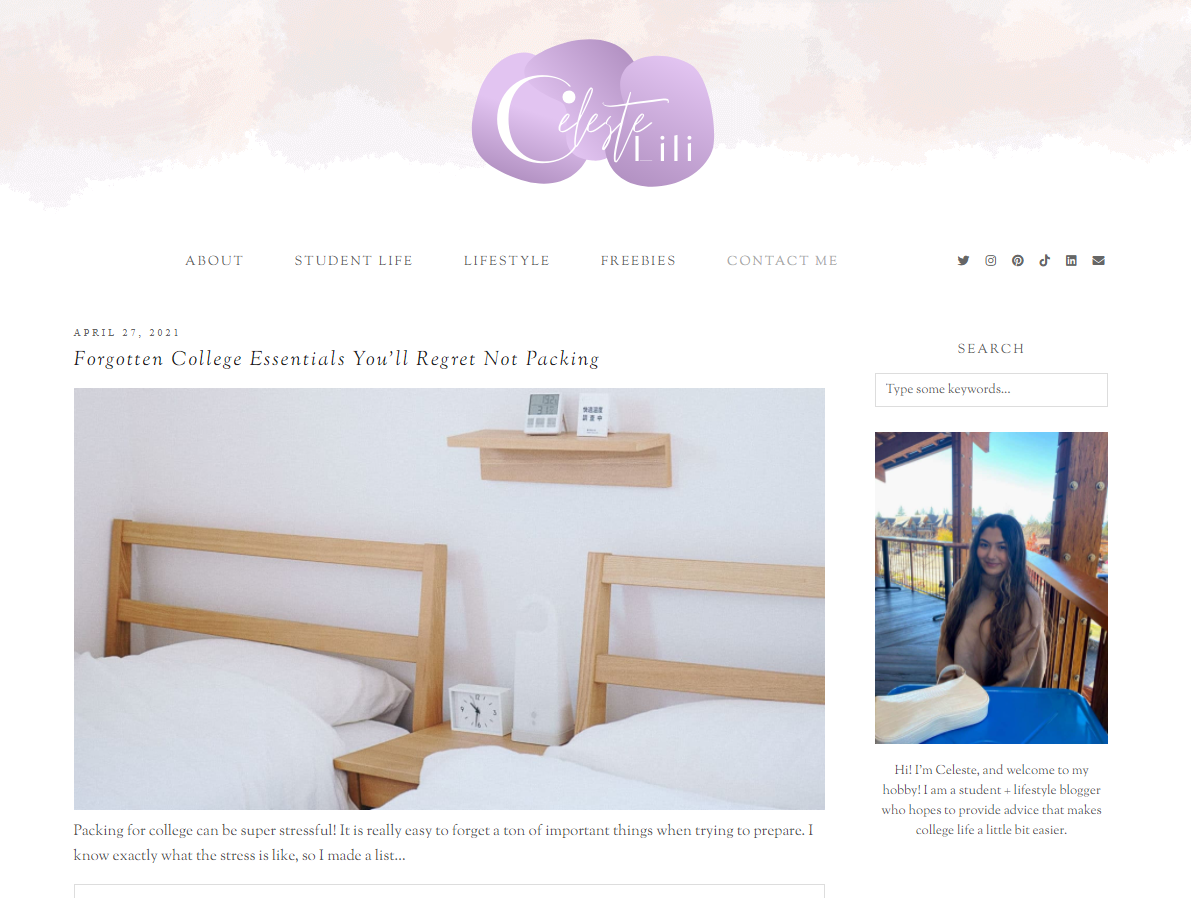 Celeste
Lili
ABOUT STUDENT LIFE LIFESTYLE FREEBIES CONTACT ME
APRIL 27, 2021
Forgotten College Essentials You'll Regret Not Packing
快適温度
Packing for college can be super stressful! It is really easy to forget a ton of important things when trying to prepare. I
know exactly what the stress is like, so I made a list...
SEARCH
Type some keywords...
Hi! I'm Celeste, and welcome to my
hobby! I am a student + lifestyle blogger
who hopes to provide advice that makes
college life a little bit easier.